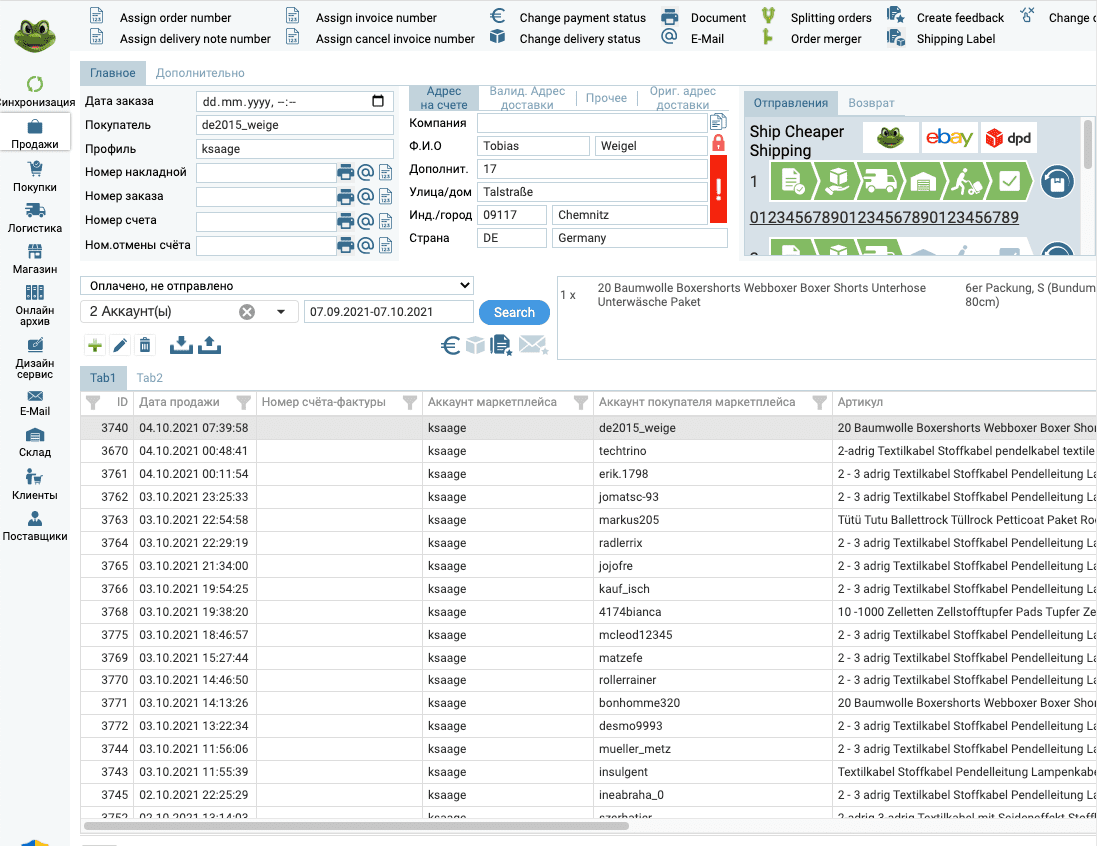 Assign order number
Assign invoice number
Change payment status
Document
Splitting orders
Create feedback
Change
Assign delivery note number
Assign cancel invoice number
Change delivery status
E-Mail
Order merger
Shipping Label
Синхронизация
Продажи
Покупки
Логистика
Магазин
Онлайн
архив
Дизайн
сервис
E-Mail
Склад
Клиенты
Поставщики
Главное
Дополнительно
Дата заказа
dd.mm.yyyy, --:--
Покупатель
de2015_weige
Профиль
ksaage
Номер накладной
Номер заказа
Номер счета
Ном.отмены счёта
Адрес
на счете
Валид. Адрес
доставки
Прочее
Ориг. адрес
доставки
Компания
Ф.И.О
Tobias
Weigel
Дополнит.
17
Улица/дом
Talstraße
Инд./город
09117
Chemnitz
Страна
DE
Germany
!
Отправления
Возврат
Ship Cheaper
Shipping
ebay
dpd
1
01234567890123456789012345678 9
Оплачено, не отправлено
2 Аккаунт(ы)
07.09.2021-07.10.2021
Search
1 x
20 Baumwolle Boxershorts Webboxer Boxer Shorts Unterhose
Unterwäsche Paket
6er Packung, S (Bundum
80cm)
Tab1
Tab2
ID
Дата продажи
Номер счёта-фактуры
Аккаунт маркетплейса
Аккаунт покупателя маркетплейса
Артикул
3740 04.10.2021 07:39:58 ksaage de2015_weige 20 Baumwolle Boxershorts Webboxer Boxer Shor
3670 04.10.2021 00:48:41 ksaage techtrino 2-adrig Textilkabel Stoffkabel pendelkabel textile
3761 04.10.2021 00:11:54 ksaage erik.1798 2 - 3 adrig Textilkabel Stoffkabel Pendelleitung La
3762 03.10.2021 23:25:33 ksaage jomatsc-93 2 - 3 adrig Textilkabel Stoffkabel Pendelleitung La
3763 03.10.2021 22:54:58 ksaage markus205 Tütü Tutu Ballettrock Tüllrock Petticoat Paket Roc
3764 03.10.2021 22:29:19 ksaage radlerrix 2 - 3 adrig Textilkabel Stoffkabel Pendelleitung La
3765 03.10.2021 21:34:00 ksaage jojofre 2 - 3 adrig Textilkabel Stoffkabel Pendelleitung La
3766 03.10.2021 19:54:25 ksaage kauf_isch 2 - 3 adrig Textilkabel Stoffkabel Pendelleitung La
3768 03.10.2021 19:38:20 ksaage 4174bianca 10 -1000 Zelletten Zellstofftupfer Pads Tupfer Ze
3775 03.10.2021 18:46:57 ksaage mcleod12345 2 - 3 adrig Textilkabel Stoffkabel Pendelleitung La
3769 03.10.2021 15:27:44 ksaage matzefe 2 - 3 adrig Textilkabel Stoffkabel Pendelleitung La
3770 03.10.2021 14:46:50 ksaage rollerrainer 2 - 3 adrig Textilkabel Stoffkabel Pendelleitung La
3771 03.10.2021 14:13:26 ksaage bonhomme320 20 Baumwolle Boxershorts Webboxer Boxer Shor
3772 03.10.2021 13:22:34 ksaage desmo9993 2 - 3 adrig Textilkabel Stoffkabel Pendelleitung La
3744 03.10.2021 11:56:06 ksaage mueller_metz 2 - 3 adrig Textilkabel Stoffkabel Pendelleitung La
3743 03.10.2021 11:55:39 ksaage insulgent Textilkabel Stoffkabel Pendelleitung Lampenkabe
3745 02.10.2021 22:25:29 ksaage ineabraha_0 2 - 3 adrig Textilkabel Stoffkabel Pendelleitung La